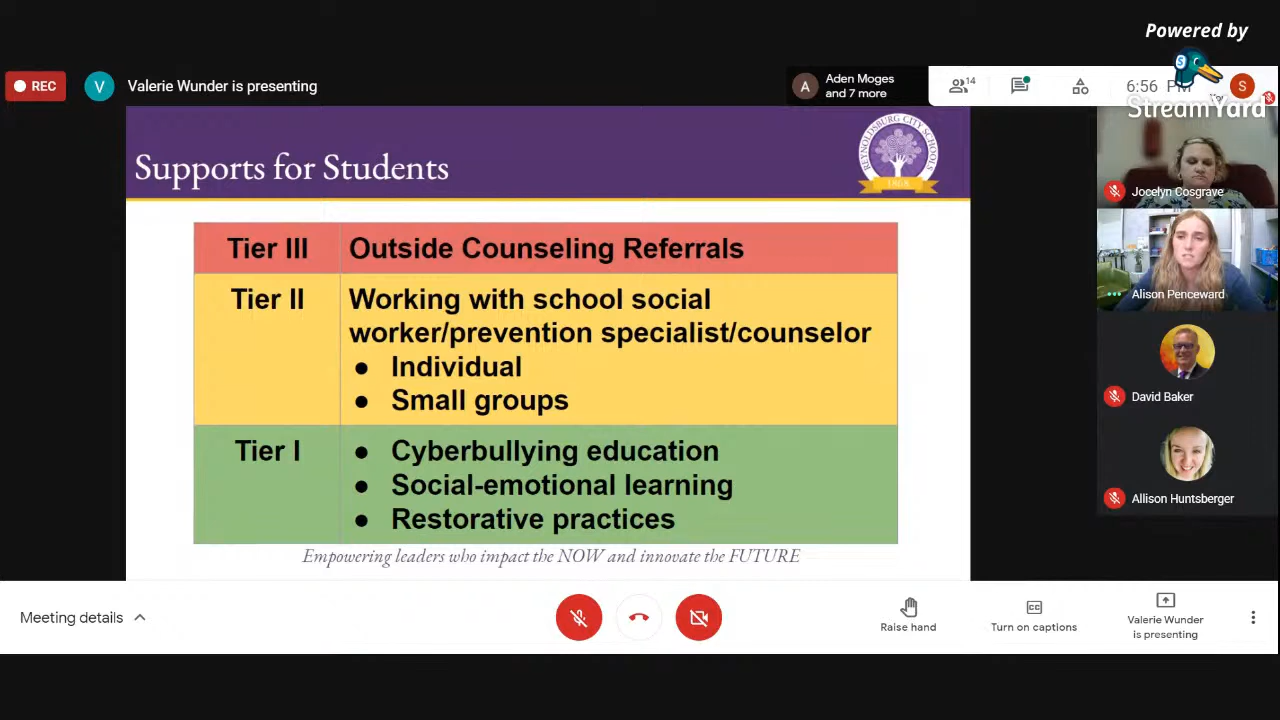 Powered by
StreamYard
REC
V
Valerie Wunder is presenting
A
Aden Moges
and 7 more
14
6:56 PM
S
Supports for Students
REYNOLDSBURG CITY SCHOOLS
Tier III
Outside Counseling Referrals
Tier II
Working with school social
worker/prevention specialist/counselor
● Individual
● Small groups
Tier I
● Cyberbullying education
● Social-emotional learning
● Restorative practices
Empowering leaders who impact the NOW and innovate the FUTURE
Jocelyn Cosgrave
Alison Penceward
David Baker
Allison Huntsberger
Meeting details
Raise hand
Turn on captions
Valerie Wunder
is presenting